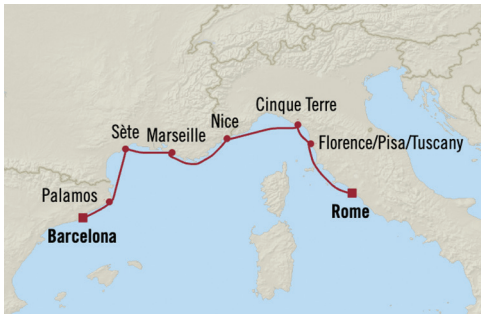 Cinque Terre
Nice
Sète
Marseille
Florence/Pisa/Tuscany
Palamos
Rome
Barcelona